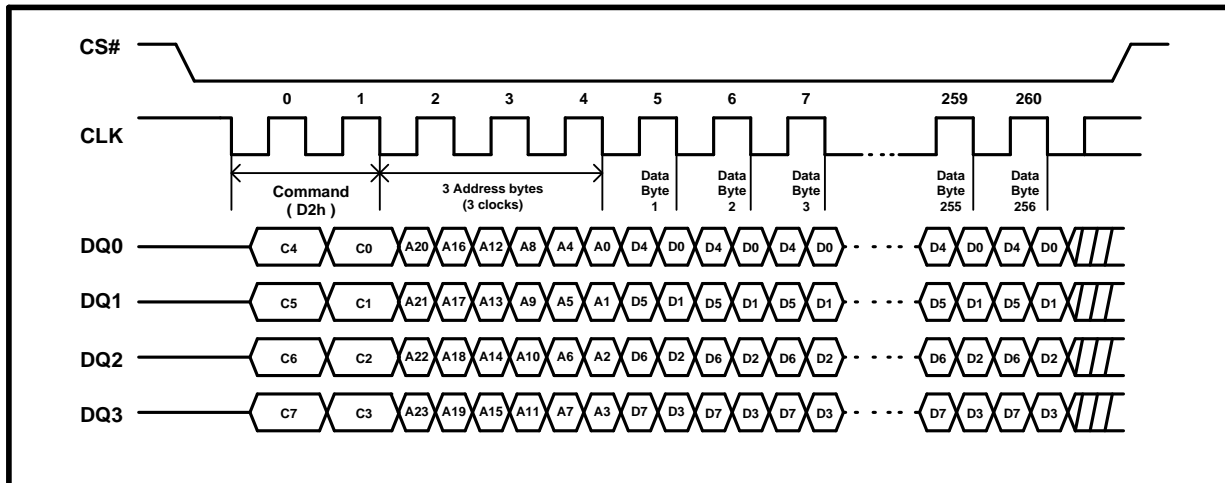 CS#
0 1 2 3 4 5 6 7 259 260
CLK
Command
( D2h )
3 Address bytes
(3 clocks)
Data
Byte
1
Data
Byte
2
Data
Byte
3
Data
Byte
255
Data
Byte
256
DQ0 C4 C0 A20 A16 A12 A8 A4 A0 D4 D0 D4 D0 D4 D0 D4 D0 D4 D0
DQ1 C5 C1 A21 A17 A13 A9 A5 A1 D5 D1 D5 D1 D5 D1 D5 D1 D5 D1
DQ2 C6 C2 A22 A18 A14 A10 A6 A2 D6 D2 D6 D2 D6 D2 D6 D2 D6 D2
DQ3 C7 C3 A23 A19 A15 A11 A7 A3 D7 D3 D7 D3 D7 D3 D7 D3 D7 D3